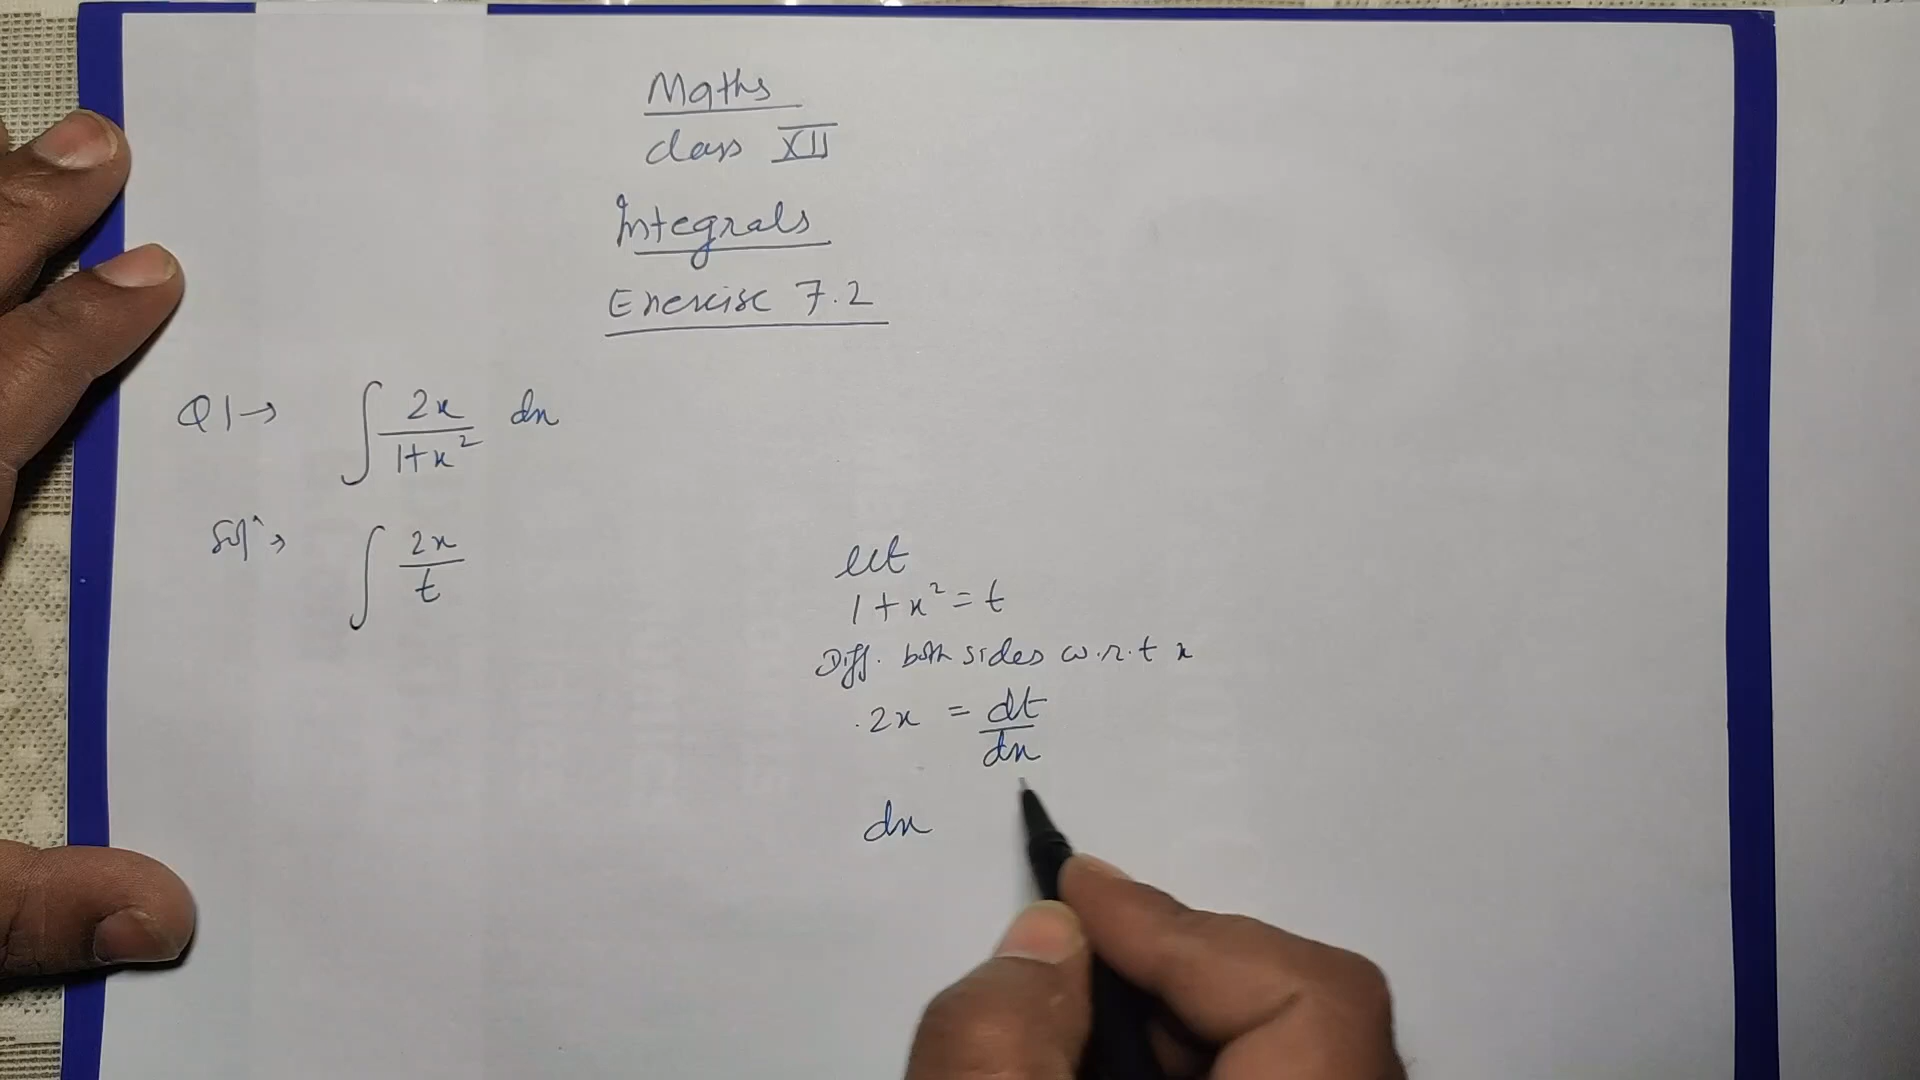 Maths
class XII
Integrals
Exercise 7.2
Q1→ ∫ 2x/(1+x²) dx
Solⁿ→ ∫ 2x/t
let
1+x² = t
Diff. both sides w.r.t x
2x = dt/dx
dx